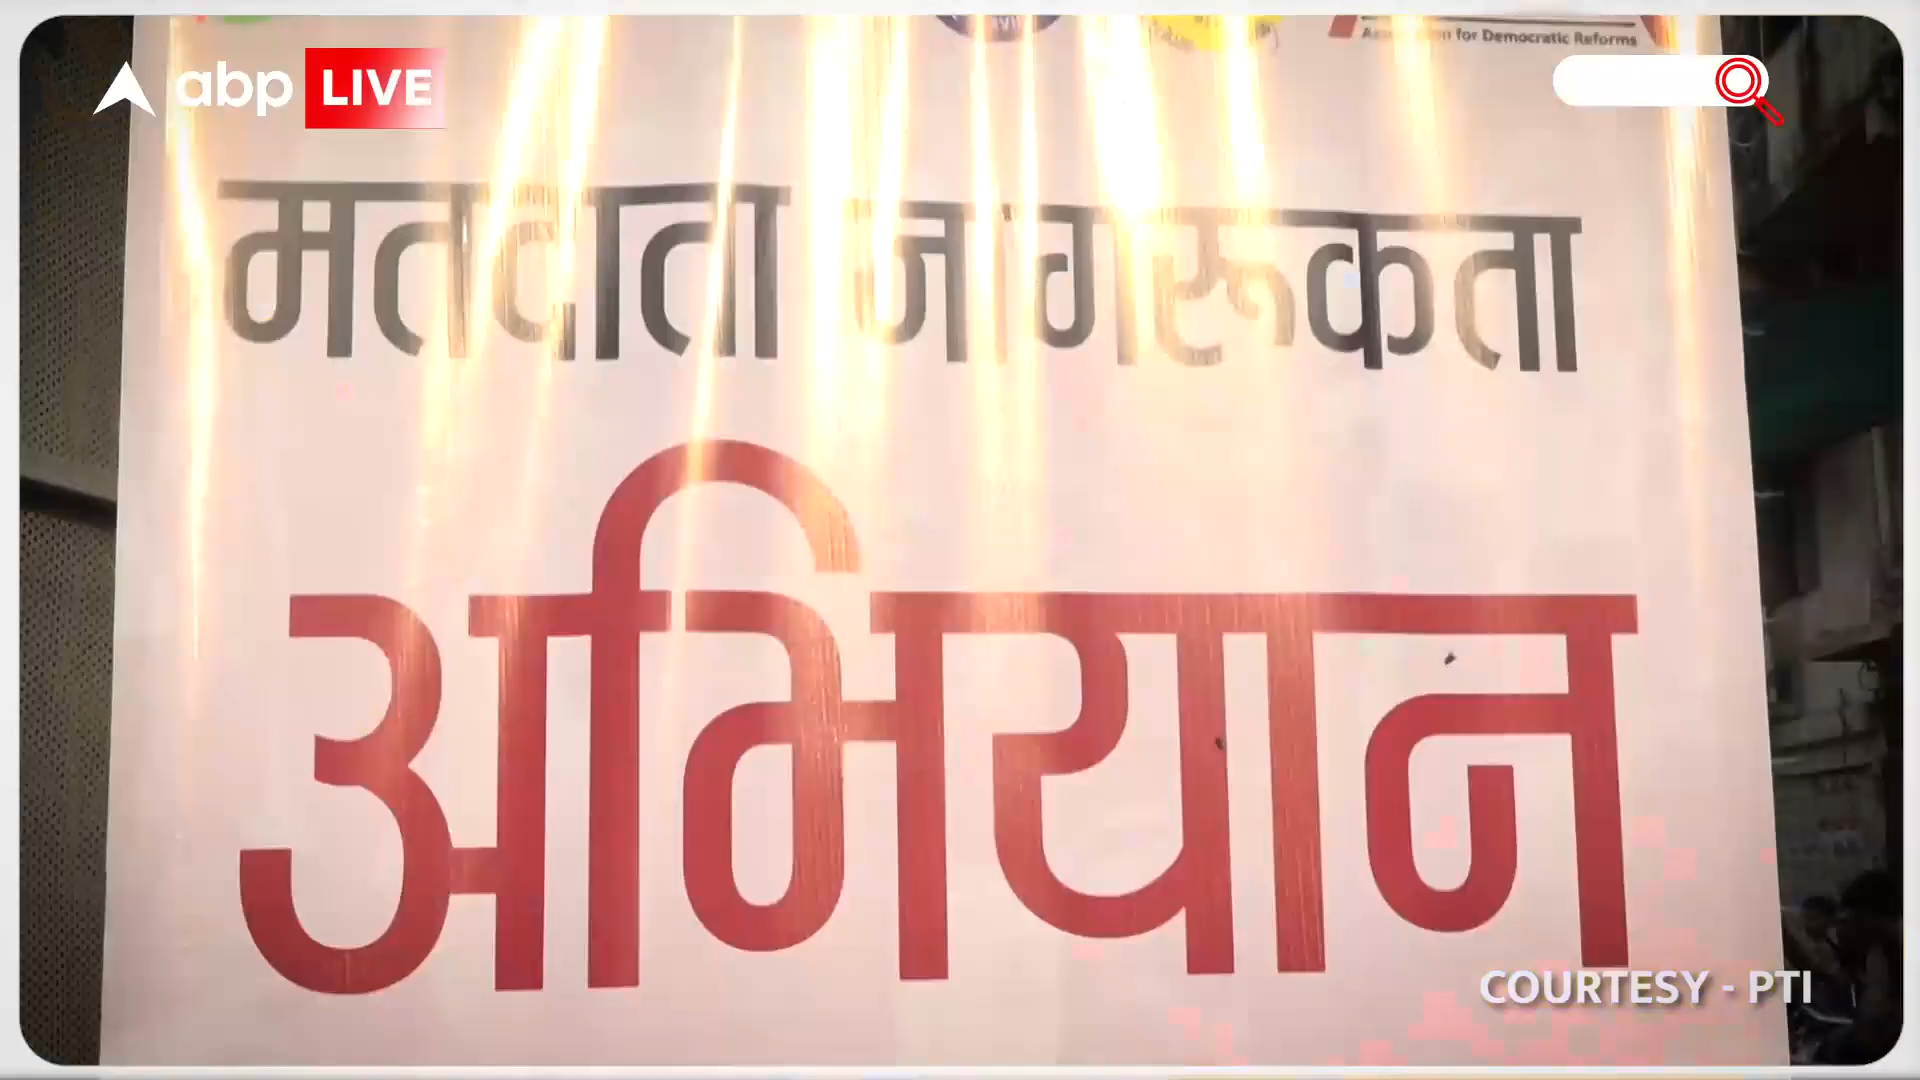 for Democratic Reforms
abp LIVE
मतदाता जागरूकता
अभियान
COURTESY - PTI